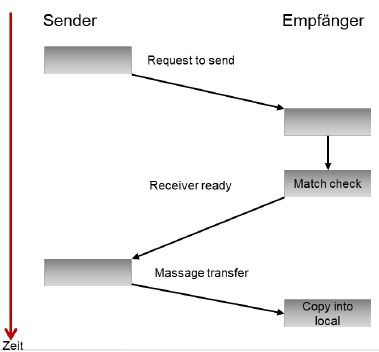 Sender
Empfänger
Request to send
Receiver ready
Match check
Massage transfer
Copy into
local
Zeit